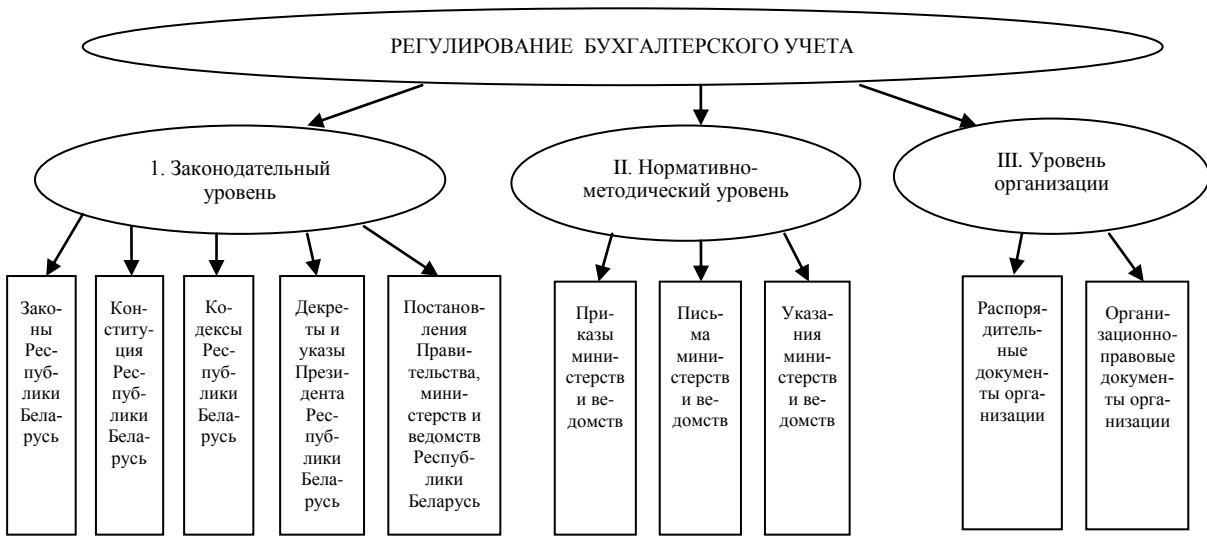 РЕГУЛИРОВАНИЕ БУХГАЛТЕРСКОГО УЧЕТА
1. Законодательный
уровень
II. Нормативно-
методический уровень
III. Уровень
организации
Зако-
ны
Рес-
пуб-
лики
Бела-
русь
Кон-
ститу-
ция
Рес-
пуб-
лики
Бела-
русь
Ко-
дексы
Рес-
пуб-
лики
Бела-
русь
Декре-
ты и
указы
Прези-
дента
Рес-
пуб-
лики
Бела-
русь
Постанов-
ления
Прави-
тельства,
мини-
стерств и
ведомств
Респуб-
лики
Беларусь
При-
казы
мини-
стерств
и ве-
домств
Пись-
ма
мини-
стерств
и ве-
домств
Указа-
ния
мини-
стерств
и ве-
домств
Распоря-
дитель-
ные
докумен-
ты орга-
низации
Органи-
зационно-
правовые
докумен-
ты орга-
низации